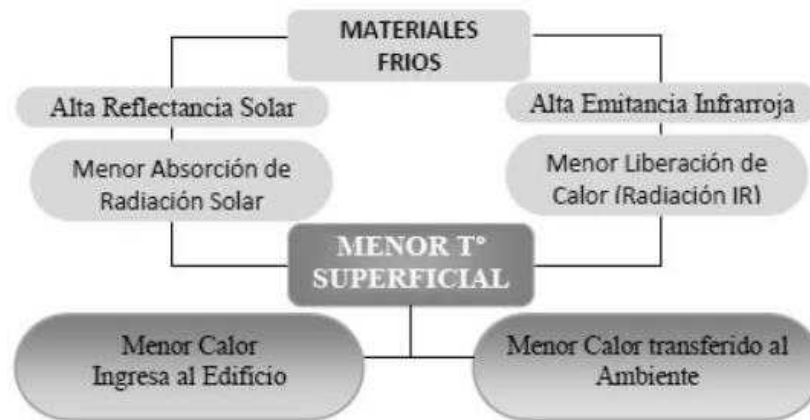 MATERIALES
FRIOS
Alta Reflectancia Solar
Alta Emitancia Infrarroja
Menor Absorción de
Radiación Solar
Menor Liberación de
Calor (Radiación IR)
MENOR T°
SUPERFICIAL
Menor Calor
Ingresa al Edificio
Menor Calor transferido al
Ambiente